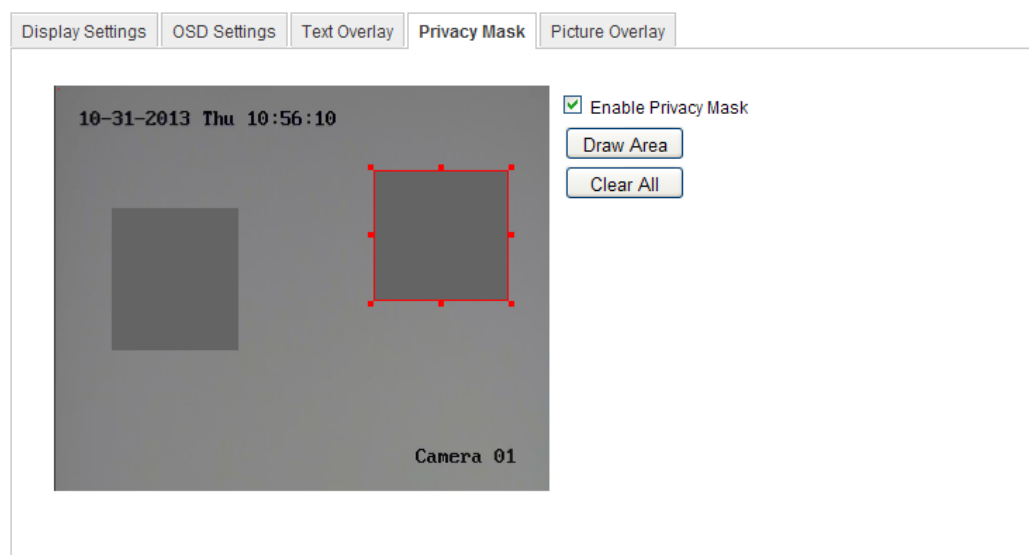 Display Settings OSD Settings Text Overlay Privacy Mask Picture Overlay
10-31-2013 Thu 10:56:10
Enable Privacy Mask
Draw Area
Clear All
Camera 01